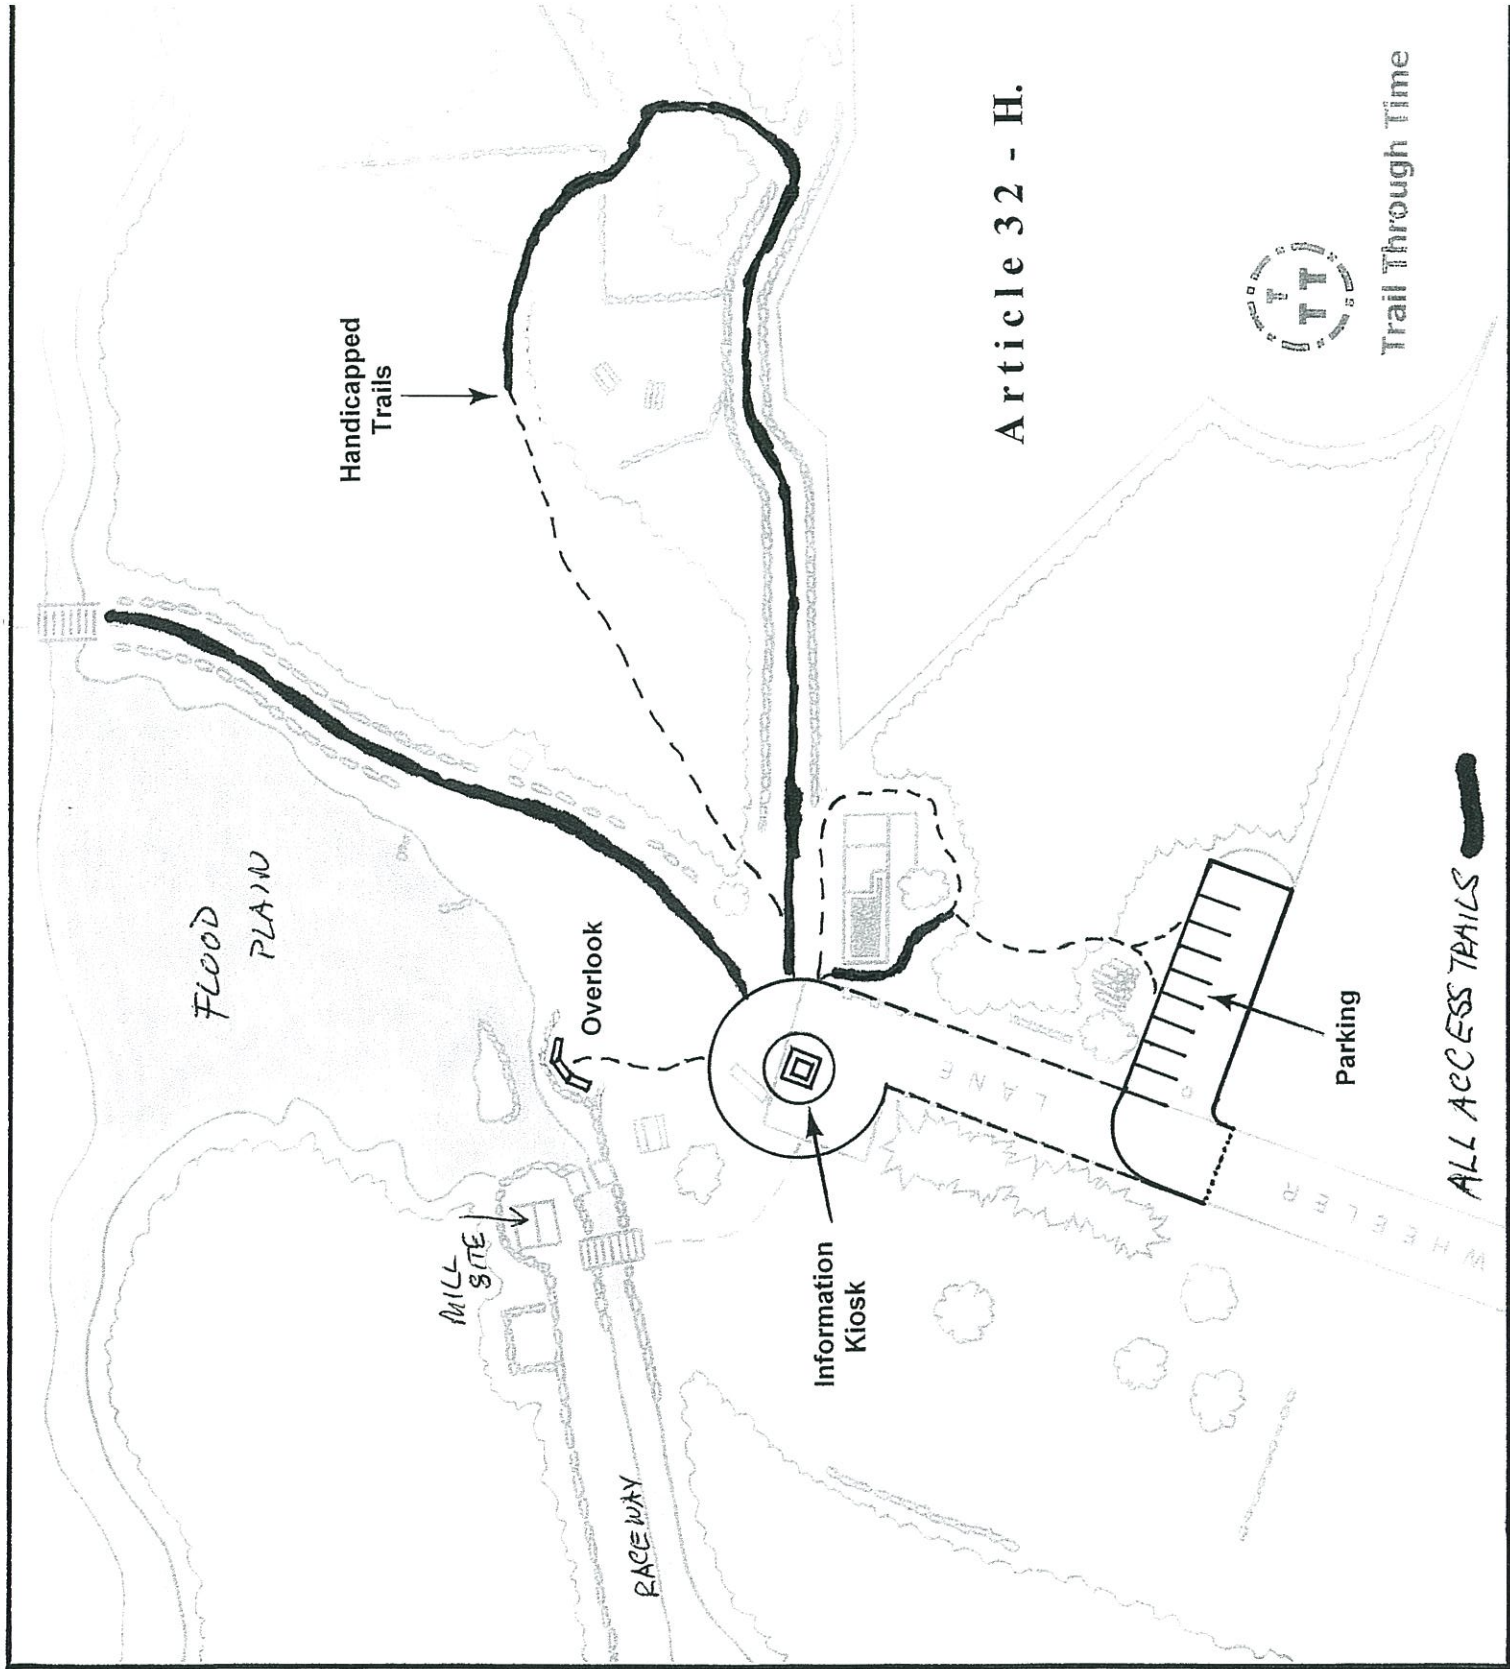 Handicapped
Trails
Article 32 - H.
T
T T
Trail Through Time
FLOOD
PLAIN
Overlook
MILL
SITE
RACEWAY
Information
Kiosk
WHEELER LANE
Parking
ALL ACCESS TRAILS